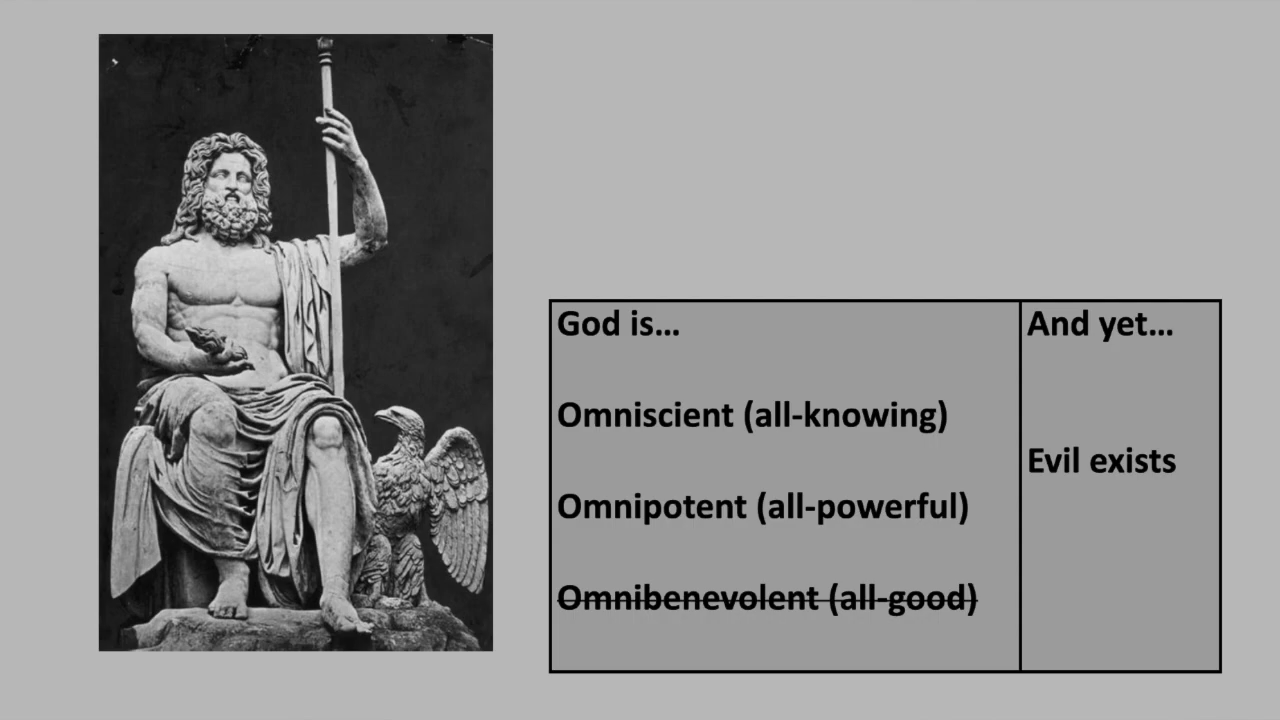 God is...
And yet...
Omniscient (all-knowing)
Evil exists
Omnipotent (all-powerful)
Omnibenevolent (all-good)